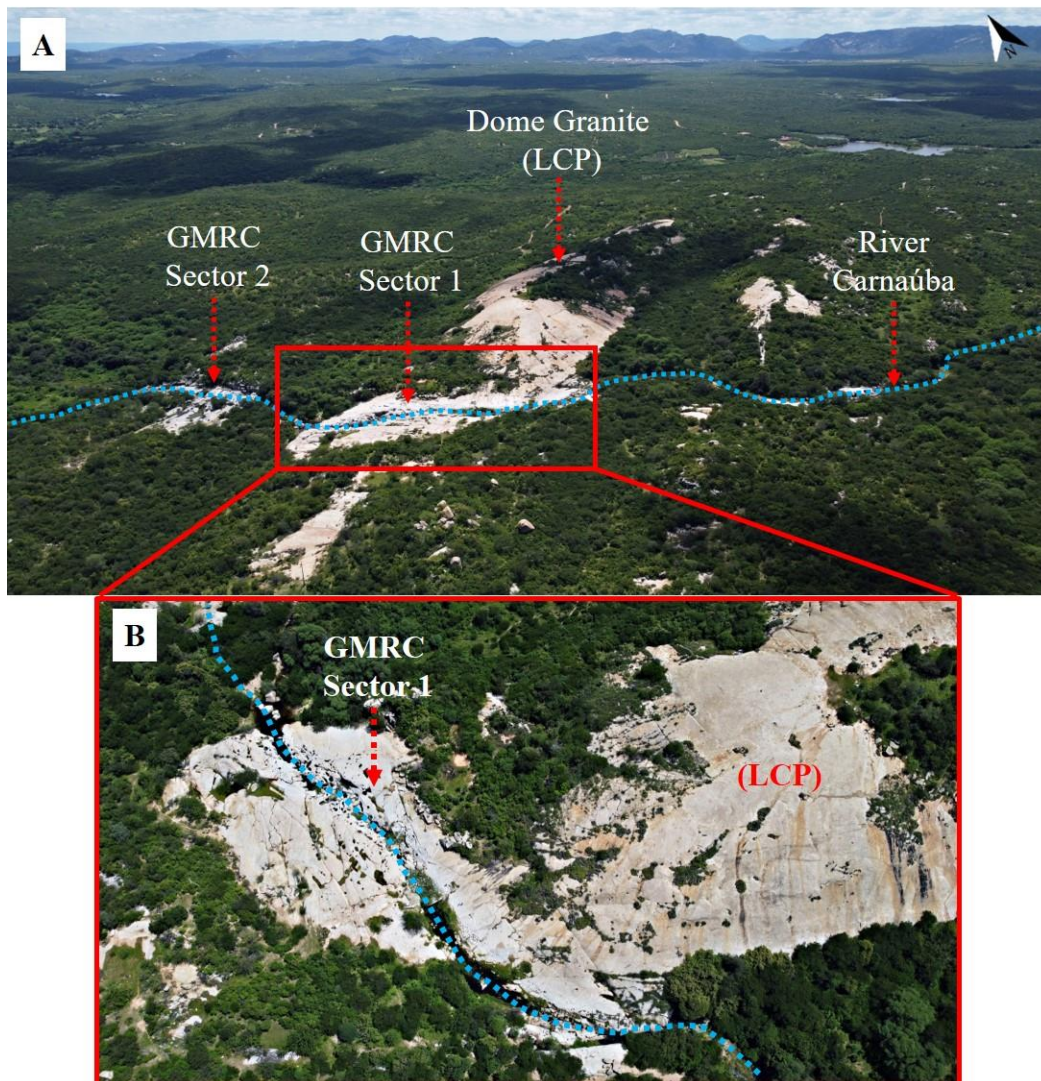 A
N
Dome Granite
(LCP)
GMRC
Sector 2
GMRC
Sector 1
River
Carnaúba
B
GMRC
Sector 1
(LCP)